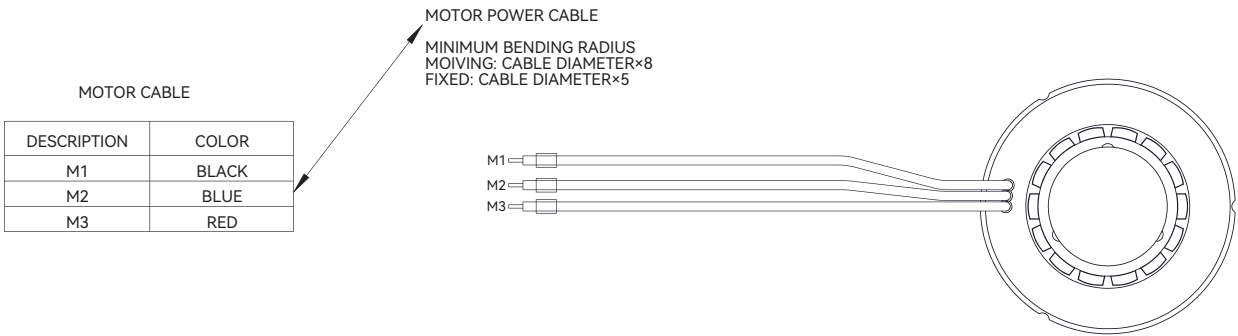 MOTOR POWER CABLE
MINIMUM BENDING RADIUS
MOIVING: CABLE DIAMETER×8
FIXED: CABLE DIAMETER×5
MOTOR CABLE
DESCRIPTION COLOR
M1 BLACK
M2 BLUE
M3 RED
M1
M2
M3